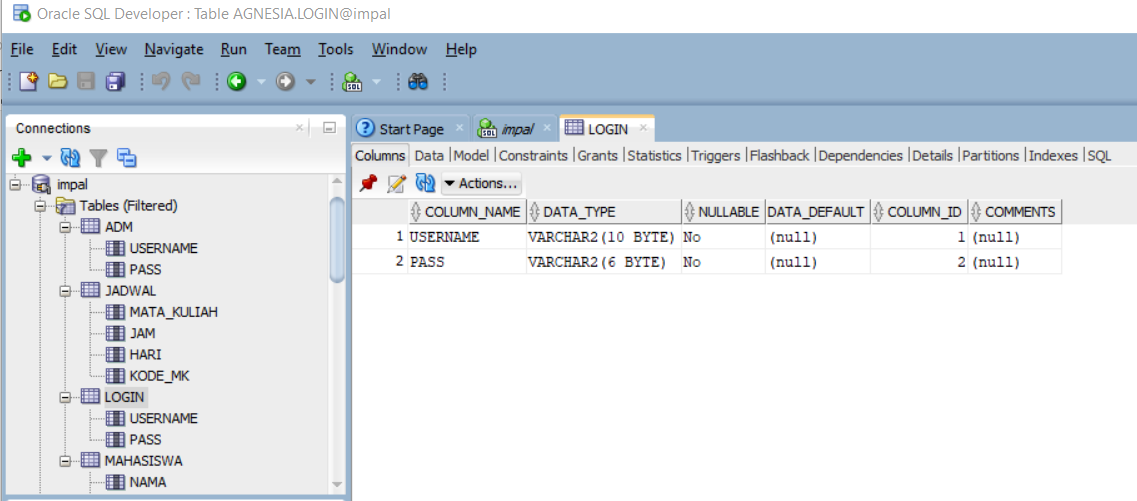 Oracle SQL Developer : Table AGNESIA.LOGIN@impal
File Edit View Navigate Run Team Tools Window Help
Connections
Start Page impal LOGIN
Columns Data Model Constraints Grants Statistics Triggers Flashback Dependencies Details Partitions Indexes SQL
Actions...
COLUMN_NAME DATA_TYPE NULLABLE DATA_DEFAULT COLUMN_ID COMMENTS
1 USERNAME VARCHAR2(10 BYTE) No (null) 1 (null)
2 PASS VARCHAR2(6 BYTE) No (null) 2 (null)
impal
Tables (Filtered)
ADM
USERNAME
PASS
JADWAL
MATA_KULIAH
JAM
HARI
KODE_MK
LOGIN
USERNAME
PASS
MAHASISWA
NAMA